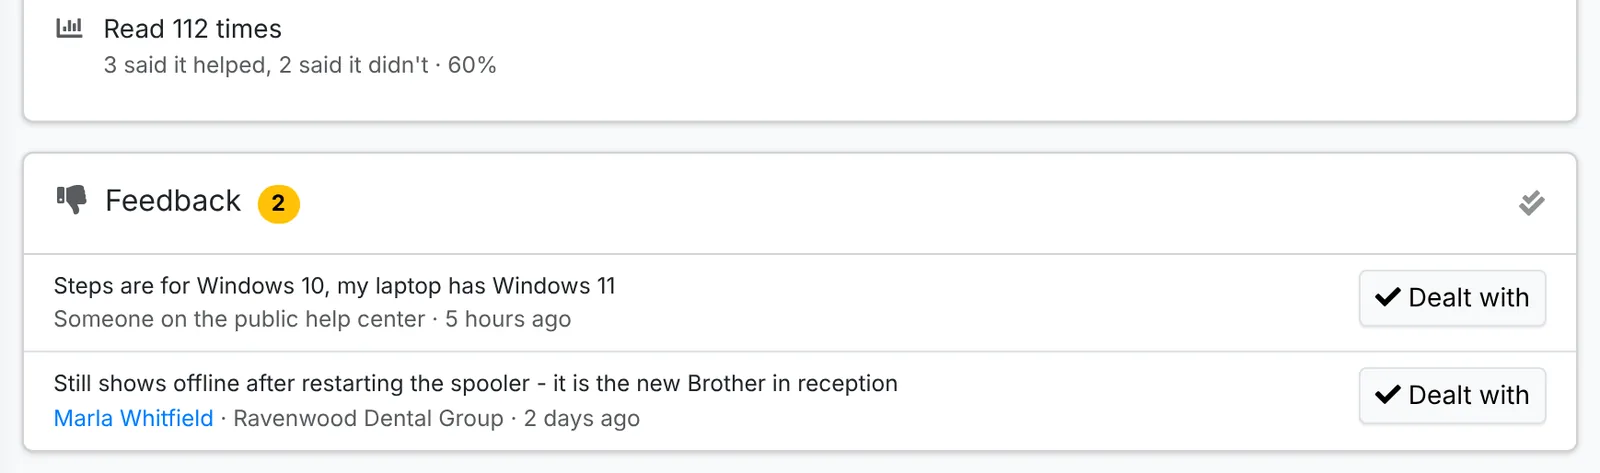 Read 112 times
3 said it helped, 2 said it didn't · 60%
Feedback 2
Steps are for Windows 10, my laptop has Windows 11
Someone on the public help center · 5 hours ago
Dealt with
Still shows offline after restarting the spooler - it is the new Brother in reception
Marla Whitfield · Ravenwood Dental Group · 2 days ago
Dealt with